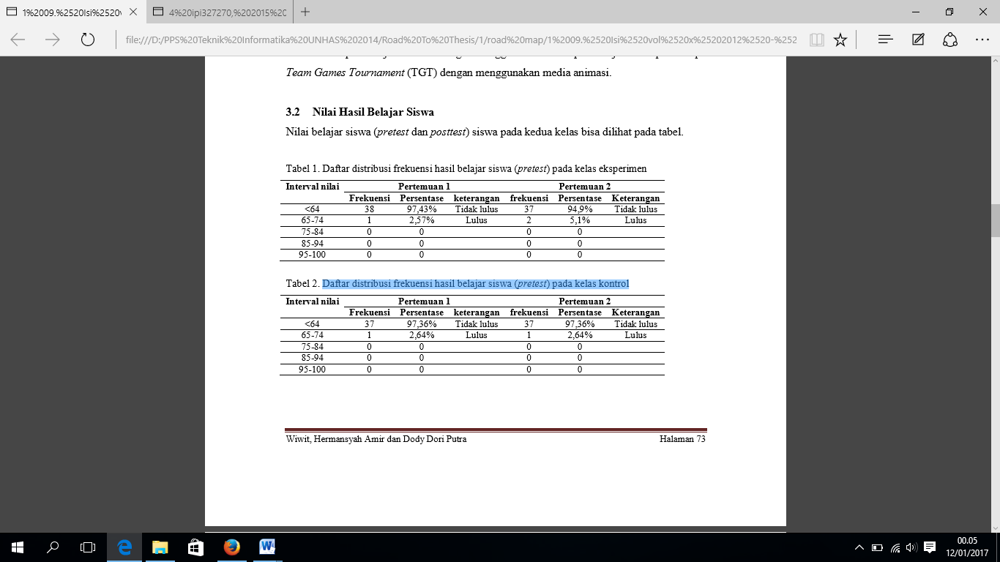 1%2009.%2520Isi%2520v
4%20ipi327270,%202015%20
file:///D:/PPS%20Teknik%20Informatika%20UNHAS%202014/Road%20To%20Thesis/1/road%20map/1%2009.%2520Isi%2520vol%2520x%25202012%2520-%252
Team Games Tournament (TGT) dengan menggunakan media animasi.
3.2 Nilai Hasil Belajar Siswa
Nilai belajar siswa (pretest dan posttest) siswa pada kedua kelas bisa dilihat pada tabel.
Tabel 1. Daftar distribusi frekuensi hasil belajar siswa (pretest) pada kelas eksperimen
Interval nilai Pertemuan 1 Pertemuan 2
Frekuensi Persentase keterangan frekuensi Persentase Keterangan
<64 38 97,43% Tidak lulus 37 94,9% Tidak lulus
65-74 1 2,57% Lulus 2 5,1% Lulus
75-84 0 0 0 0
85-94 0 0 0 0
95-100 0 0 0 0
Tabel 2. Daftar distribusi frekuensi hasil belajar siswa (pretest) pada kelas kontrol
Interval nilai Pertemuan 1 Pertemuan 2
Frekuensi Persentase keterangan frekuensi Persentase Keterangan
<64 37 97,36% Tidak lulus 37 97,36% Tidak lulus
65-74 1 2,64% Lulus 1 2,64% Lulus
75-84 0 0 0 0
85-94 0 0 0 0
95-100 0 0 0 0
Wiwit, Hermansyah Amir dan Dody Dori Putra Halaman 73
00.05
12/01/2017